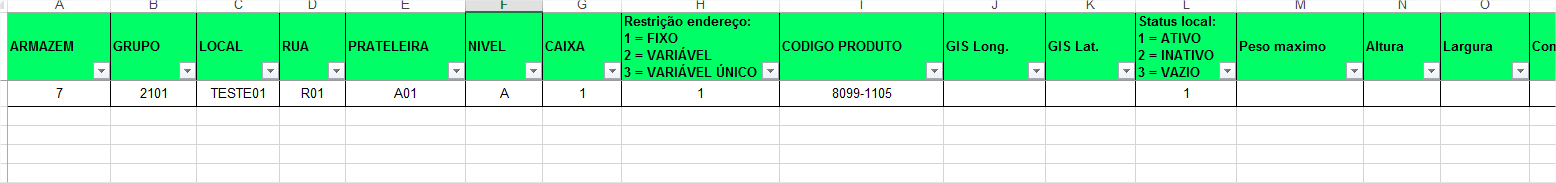 A B C D E F G H I J K L M N O
ARMAZEM GRUPO LOCAL RUA PRATELEIRA NIVEL CAIXA
Restrição endereço:
1 = FIXO
2 = VARIÁVEL
3 = VARIÁVEL ÚNICO
CODIGO PRODUTO GIS Long. GIS Lat.
Status local:
1 = ATIVO
2 = INATIVO
3 = VAZIO
Peso maximo Altura Largura
7 2101 TESTE01 R01 A01 A 1 1 8099-1105 1